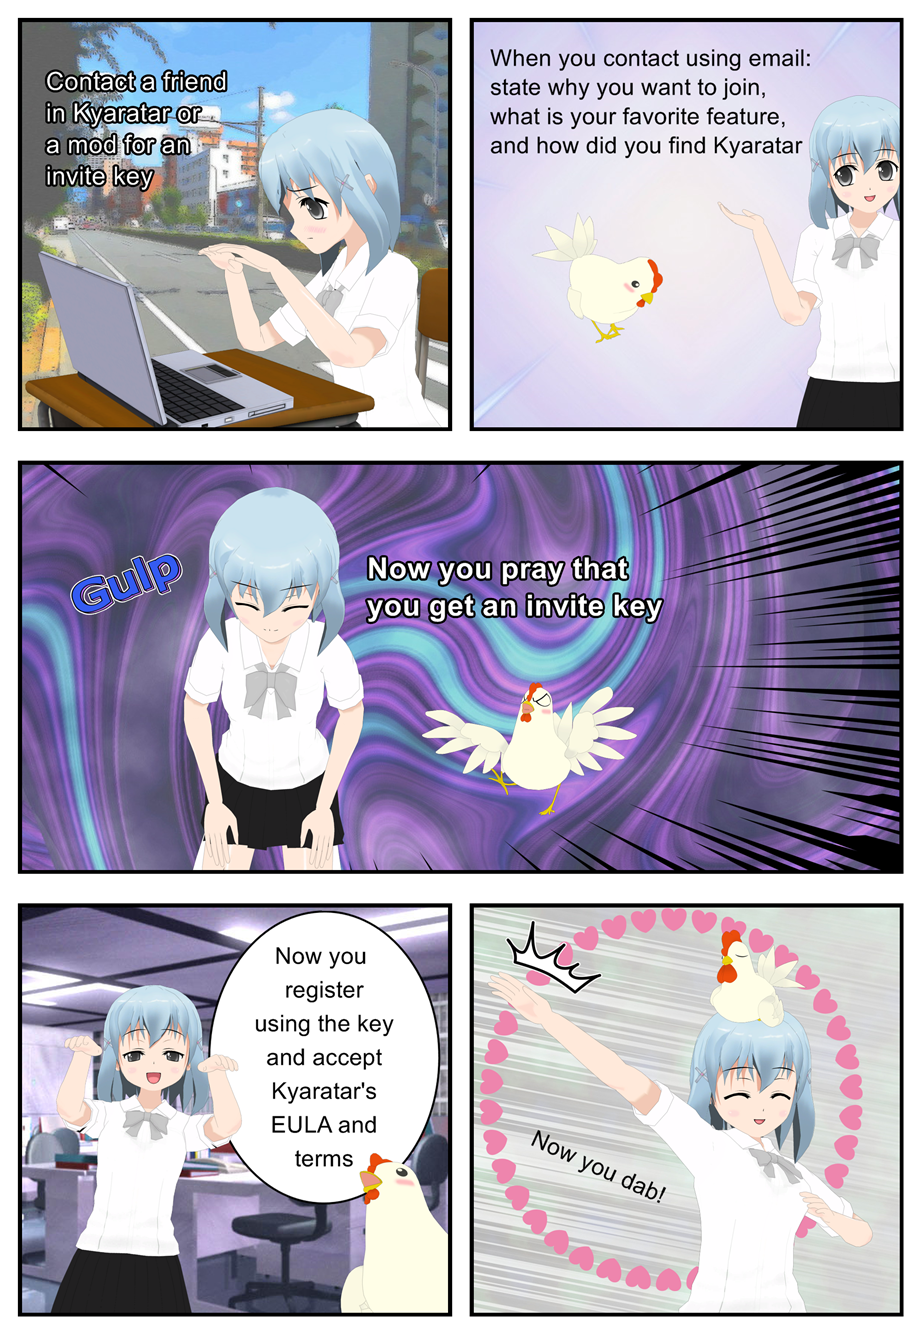 Contact a friend
in Kyaratar or
a mod for an
invite key
When you contact using email:
state why you want to join,
what is your favorite feature,
and how did you find Kyaratar
Gulp
Now you pray that
you get an invite key
Now you
register
using the key
and accept
Kyaratar's
EULA and
terms
Now you dab!